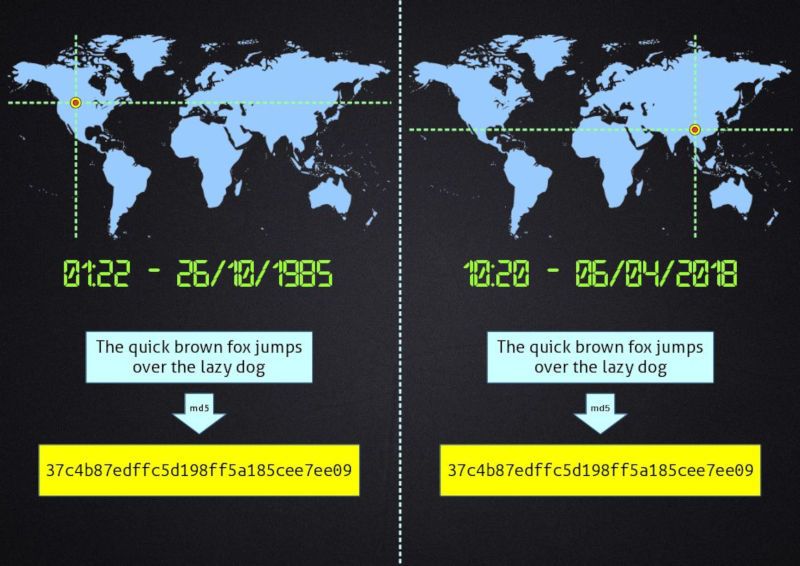 01:22 - 26/10/1985
The quick brown fox jumps
over the lazy dog
md5
37c4b87edffc5d198ff5a185cee7ee09
10:20 - 06/04/2018
The quick brown fox jumps
over the lazy dog
md5
37c4b87edffc5d198ff5a185cee7ee09